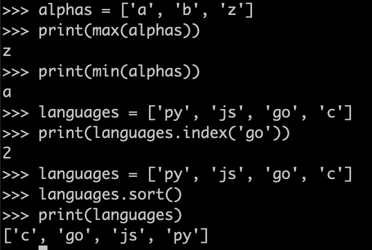 >>> alphas = ['a', 'b', 'z']
>>> print(max(alphas))
z
>>> print(min(alphas))
a
>>> languages = ['py', 'js', 'go', 'c']
>>> print(languages.index('go'))
2
>>> languages = ['py', 'js', 'go', 'c']
>>> languages.sort()
>>> print(languages)
['c', 'go', 'js', 'py']